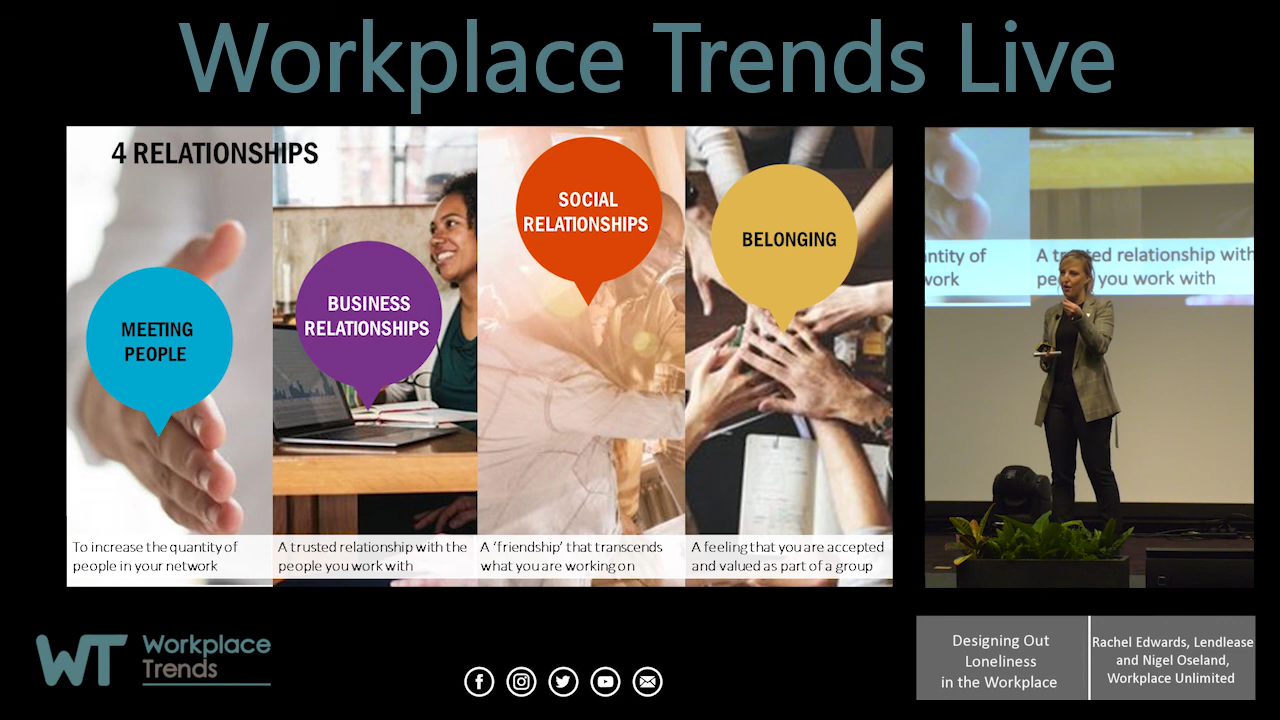 Workplace Trends Live
4 RELATIONSHIPS
MEETING
PEOPLE
BUSINESS
RELATIONSHIPS
SOCIAL
RELATIONSHIPS
BELONGING
To increase the quantity of
people in your network
A trusted relationship with the
people you work with
A ‘friendship’ that transcends
what you are working on
A feeling that you are accepted
and valued as part of a group
ntity of
work
A trusted relationship with
you work with
WT
Workplace
Trends
Designing Out
Loneliness
in the Workplace
Rachel Edwards, Lendlease
and Nigel Oseland,
Workplace Unlimited